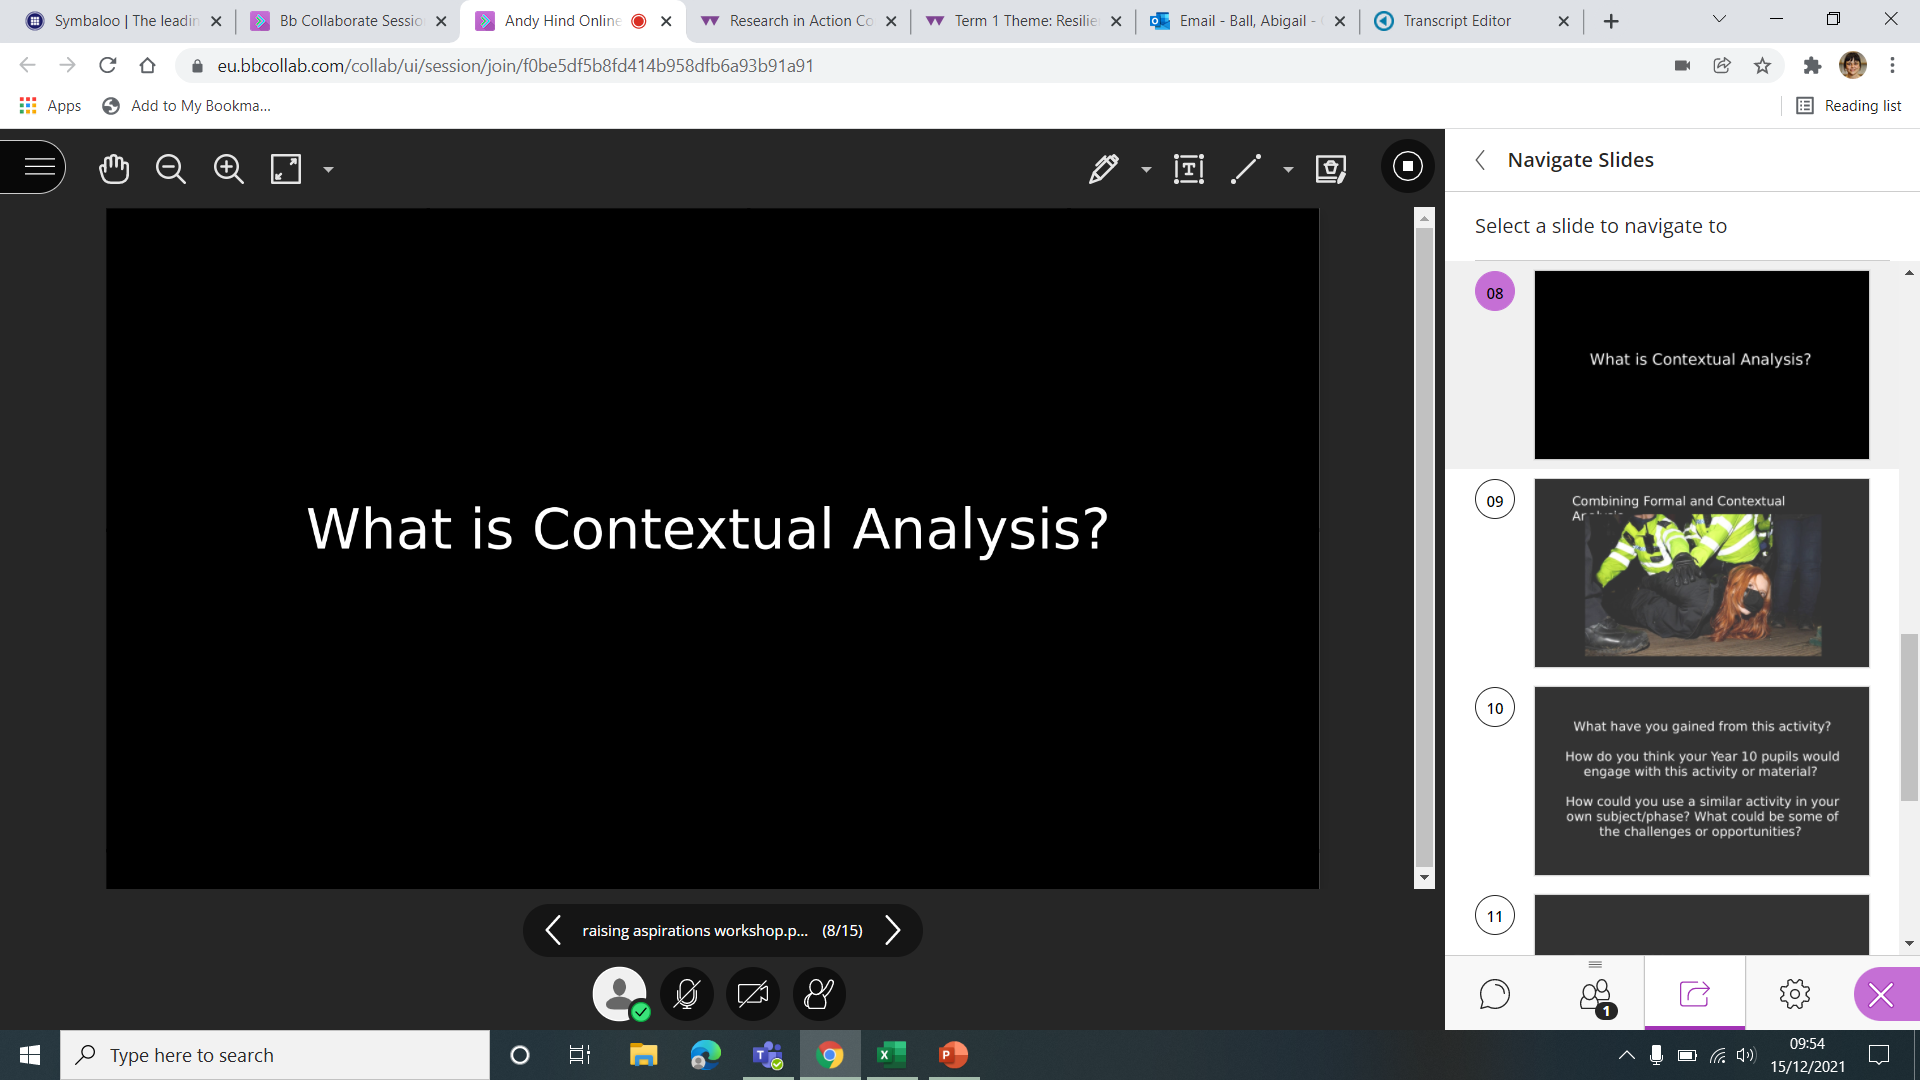 Symbaloo | The leadin
Bb Collaborate Sessio
Andy Hind Online
Research in Action Co
Term 1 Theme: Resilie
Email - Ball, Abigail -
Transcript Editor
eu.bbcollab.com/collab/ui/session/join/f0be5df5b8fd414b958dfb6a93b91a91
Apps
Add to My Bookma...
Reading list
What is Contextual Analysis?
raising aspirations workshop.p... (8/15)
Navigate Slides
Select a slide to navigate to
08
What is Contextual Analysis?
09
Combining Formal and Contextual
10
What have you gained from this activity?
How do you think your Year 10 pupils would
engage with this activity or material?
How could you use a similar activity in your
own subject/phase? What could be some of
the challenges or opportunities?
11
1
Type here to search
09:54
15/12/2021